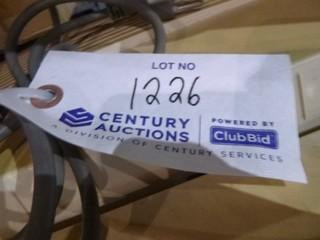 LOT NO
1226
CENTURY AUCTIONS
A DIVISION OF CENTURY SERVICES
POWERED BY
ClubBid